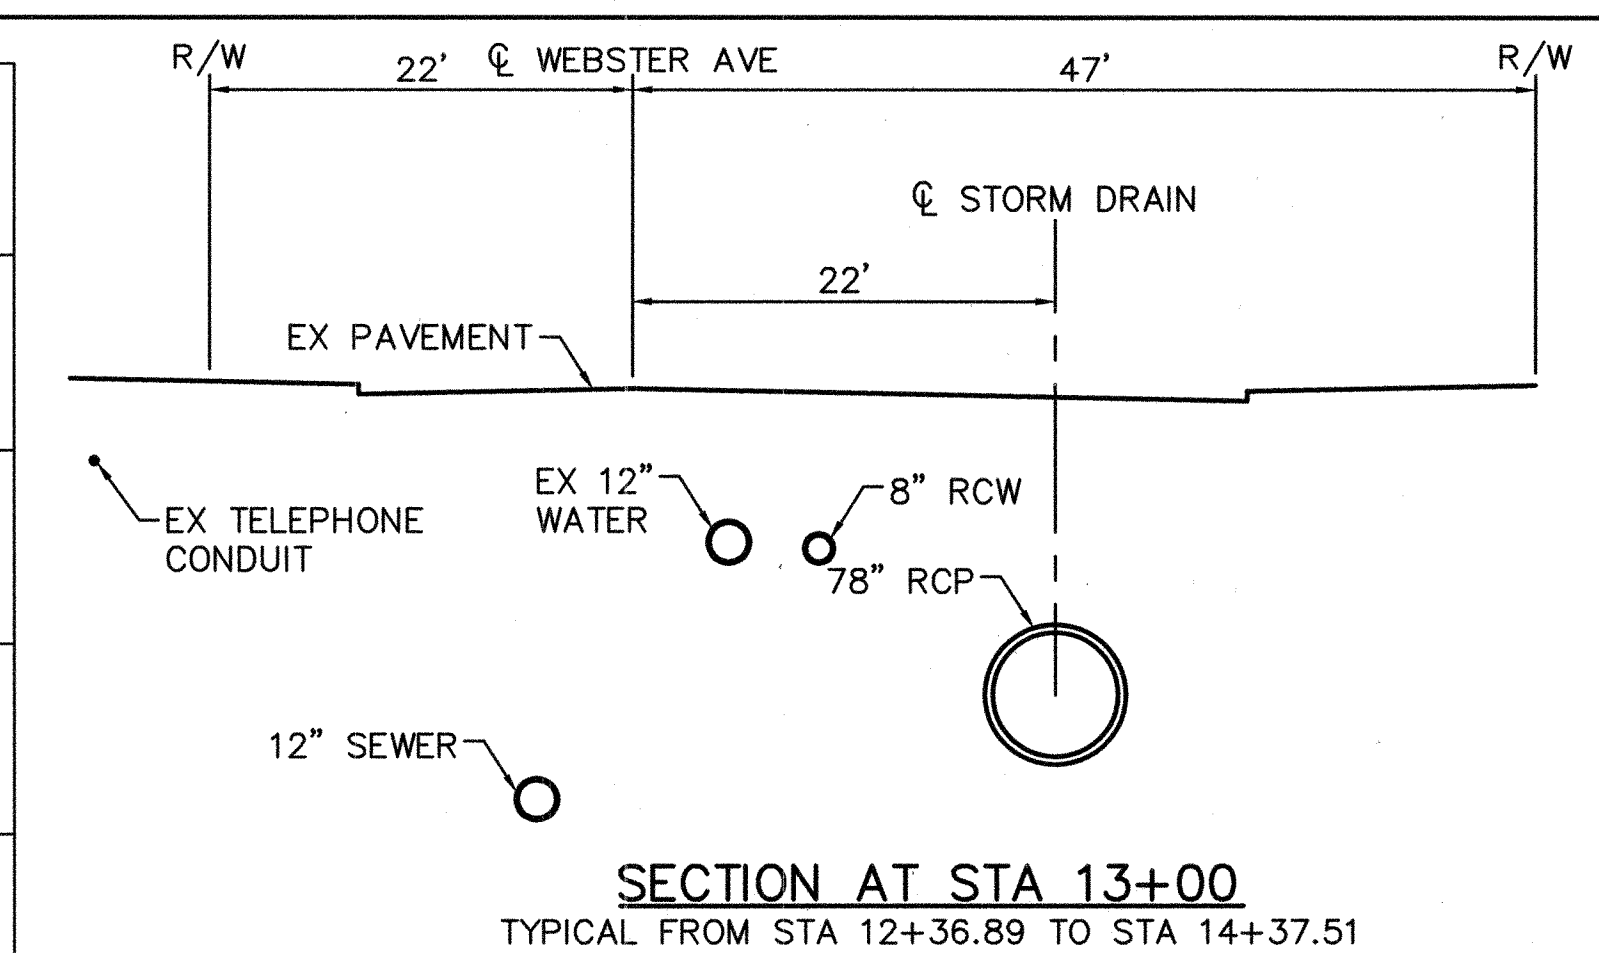 R/W
22' ℄ WEBSTER AVE
47'
R/W
℄ STORM DRAIN
22'
EX PAVEMENT
EX 12"
WATER
8" RCW
EX TELEPHONE
CONDUIT
78" RCP
12" SEWER
SECTION AT STA 13+00
TYPICAL FROM STA 12+36.89 TO STA 14+37.51